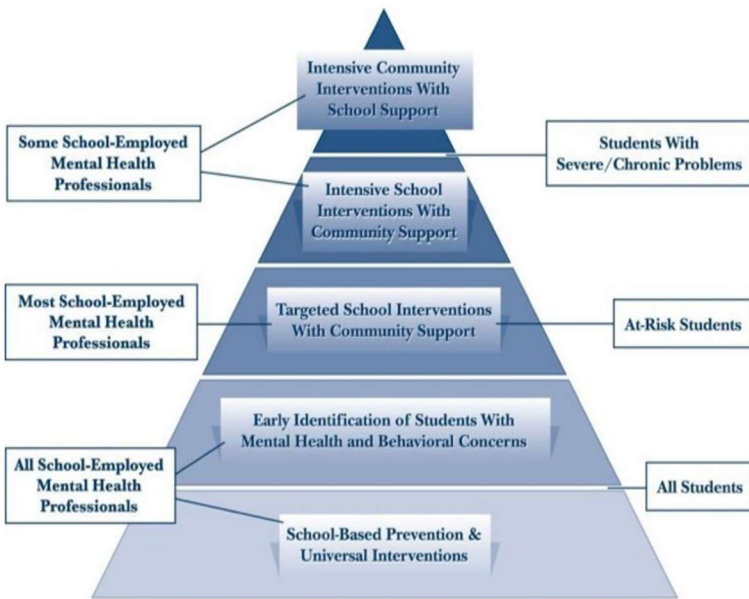 Intensive Community
Interventions With
School Support
Some School-Employed
Mental Health
Professionals
Students With
Severe/Chronic Problems
Intensive School
Interventions With
Community Support
Most School-Employed
Mental Health
Professionals
Targeted School Interventions
With Community Support
At-Risk Students
Early Identification of Students With
Mental Health and Behavioral Concerns
All School-Employed
Mental Health
Professionals
All Students
School-Based Prevention &
Universal Interventions